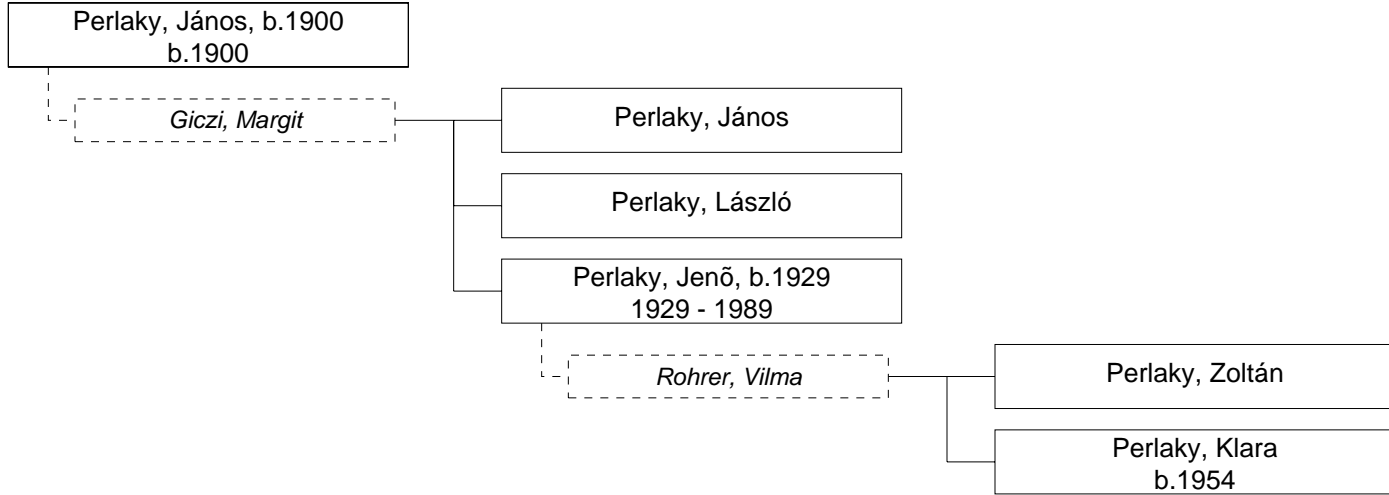 Perlaky, János, b.1900
b.1900
Giczi, Margit
Perlaky, János
Perlaky, László
Perlaky, Jenõ, b.1929
1929 - 1989
Rohrer, Vilma
Perlaky, Zoltán
Perlaky, Klara
b.1954